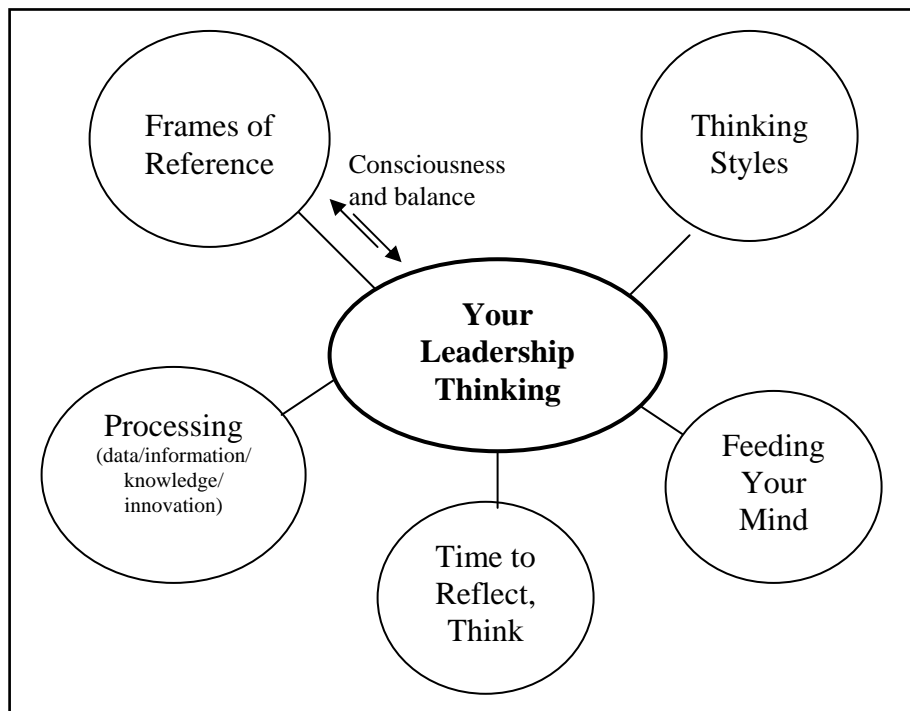 Frames of
Reference
Thinking
Styles
Consciousness
and balance
Your
Leadership
Thinking
Processing
(data/information/
knowledge/
innovation)
Feeding
Your
Mind
Time to
Reflect,
Think